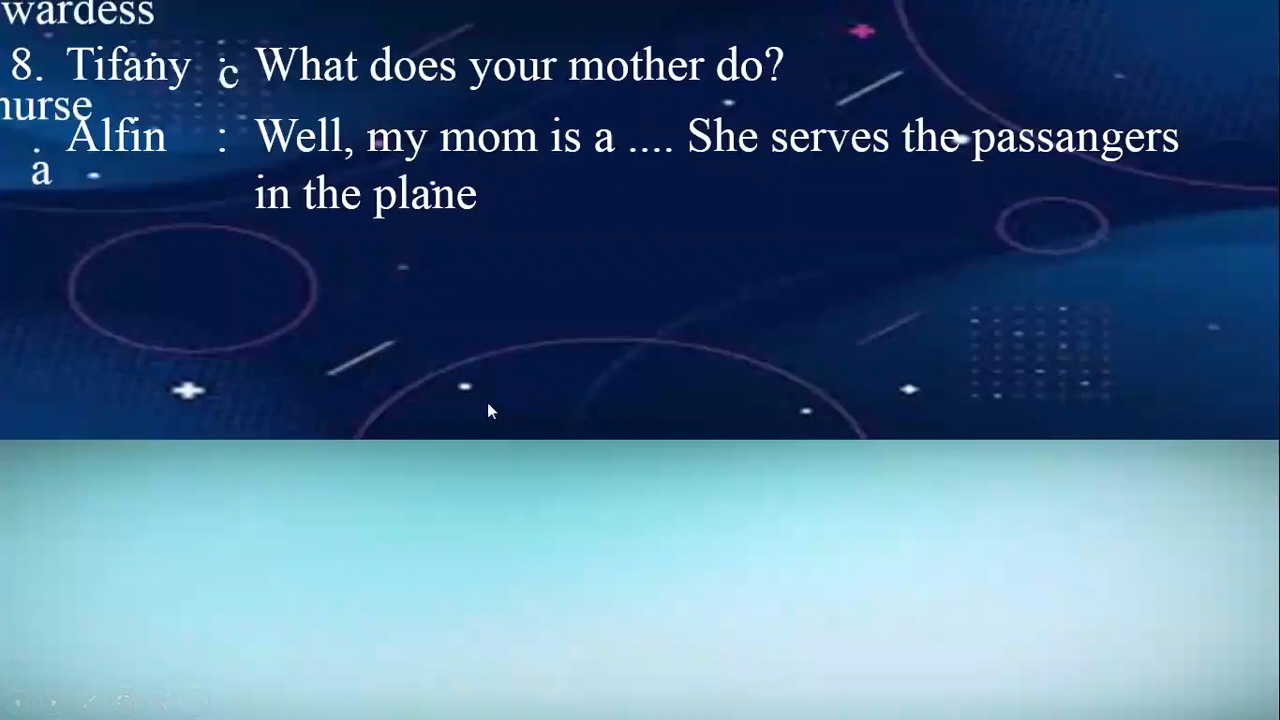 wardess
8. Tifany : What does your mother do?
c
nurse
. Alfin : Well, my mom is a .... She serves the passangers
a
in the plane